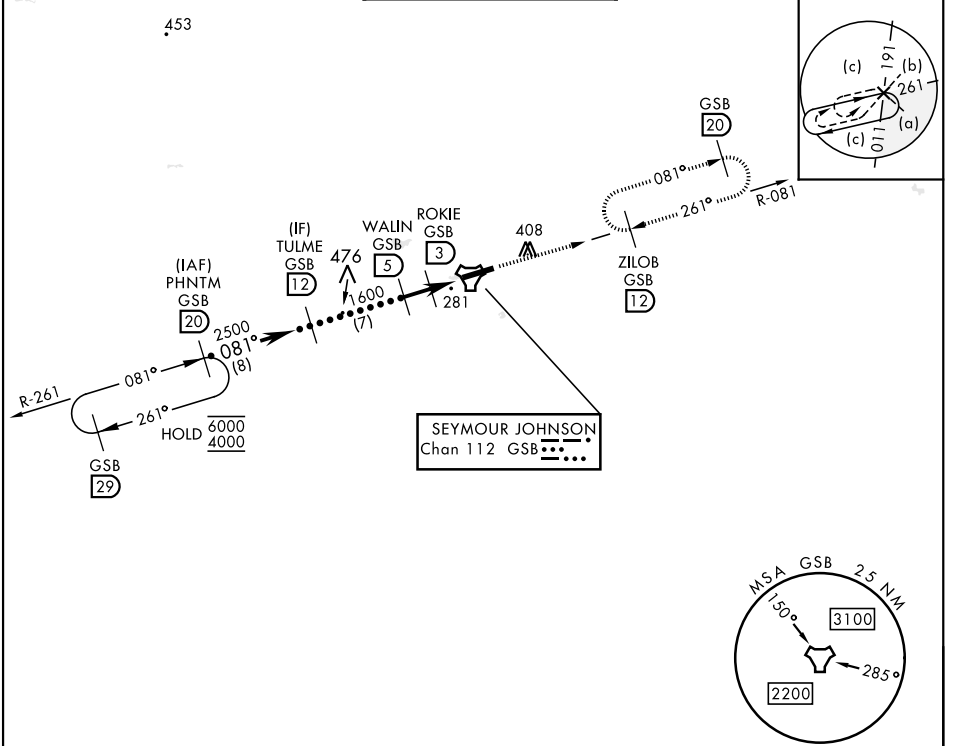 453
(c)
191
(b)
261
(a)
(c)
011
GSB
20
081°
261°
R-081
ZILOB
GSB
12
408
ROKIE
GSB
3
WALIN
GSB
5
476
(IF)
TULME
GSB
12
1600
(7)
281
(IAF)
PHNTM
GSB
20
2500
081°
(8)
R-261
081°
261°
HOLD 6000
4000
GSB
29
SEYMOUR JOHNSON
Chan 112 GSB
MSA GSB 25 NM
150°
3100
285°
2200